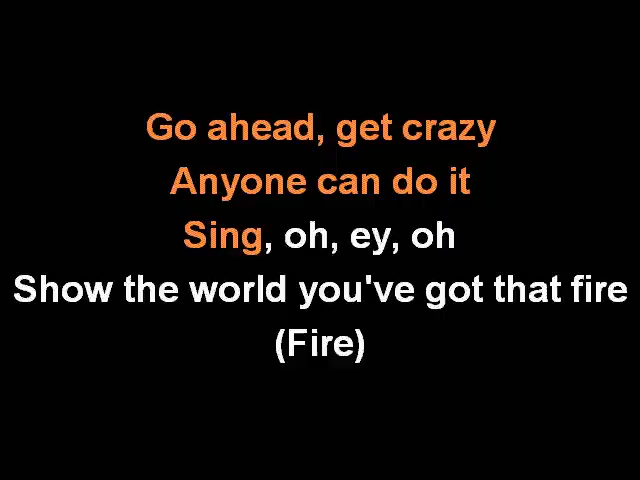 Go ahead, get crazy
Anyone can do it
Sing, oh, ey, oh
Show the world you've got that fire
(Fire)